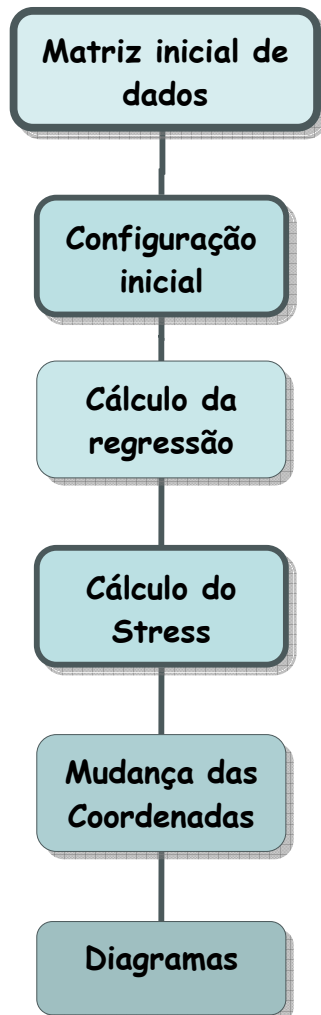 Matriz inicial de
dados
Configuração
inicial
Cálculo da
regressão
Cálculo do
Stress
Mudança das
Coordenadas
Diagramas